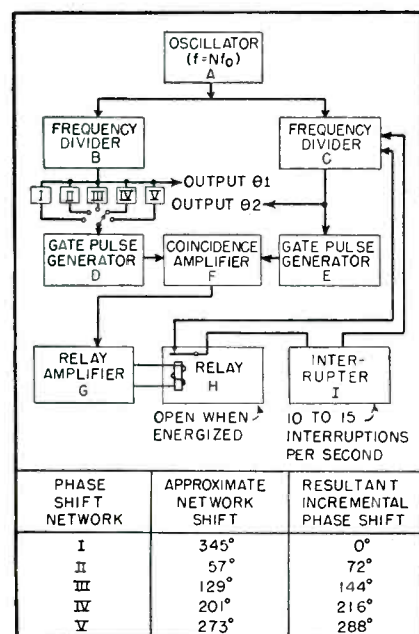 OSCILLATOR
(f=Nf0)
A
FREQUENCY
DIVIDER
B
FREQUENCY
DIVIDER
C
I II III IV V
OUTPUT θ1
OUTPUT θ2
GATE PULSE
GENERATOR
D
COINCIDENCE
AMPLIFIER
F
GATE PULSE
GENERATOR
E
RELAY
AMPLIFIER
G
RELAY
H
INTER-
RUPTER
I
OPEN WHEN
ENERGIZED
10 TO 15
INTERRUPTIONS
PER SECOND
PHASE
SHIFT
NETWORK
APPROXIMATE
NETWORK
SHIFT
RESULTANT
INCREMENTAL
PHASE SHIFT
I 345° 0°
II 57° 72°
III 129° 144°
IV 201° 216°
V 273° 288°